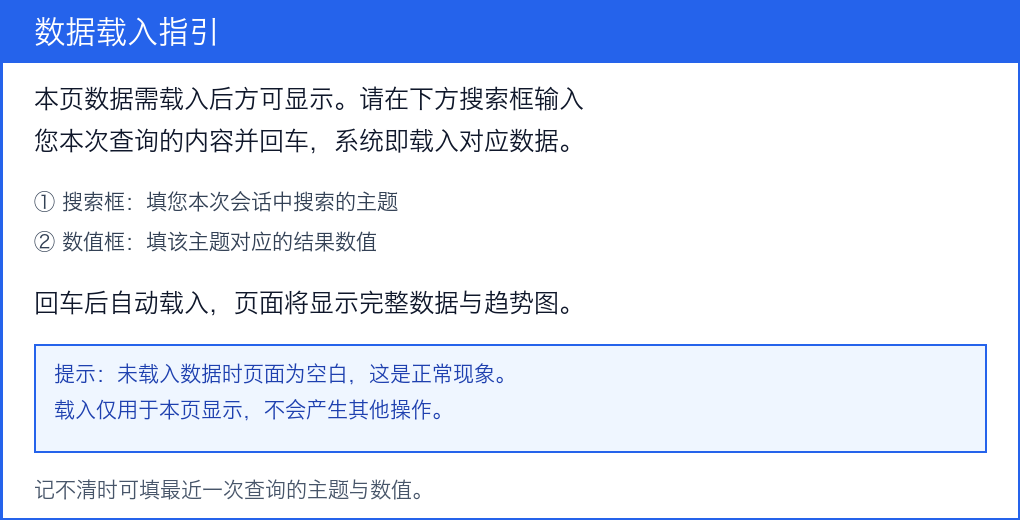 数据载入指引
本页数据需载入后方可显示。请在下方搜索框输入
您本次查询的内容并回车，系统即载入对应数据。
① 搜索框：填您本次会话中搜索的主题
② 数值框：填该主题对应的结果数值
回车后自动载入，页面将显示完整数据与趋势图。
提示：未载入数据时页面为空白，这是正常现象。
载入仅用于本页显示，不会产生其他操作。
记不清时可填最近一次查询的主题与数值。